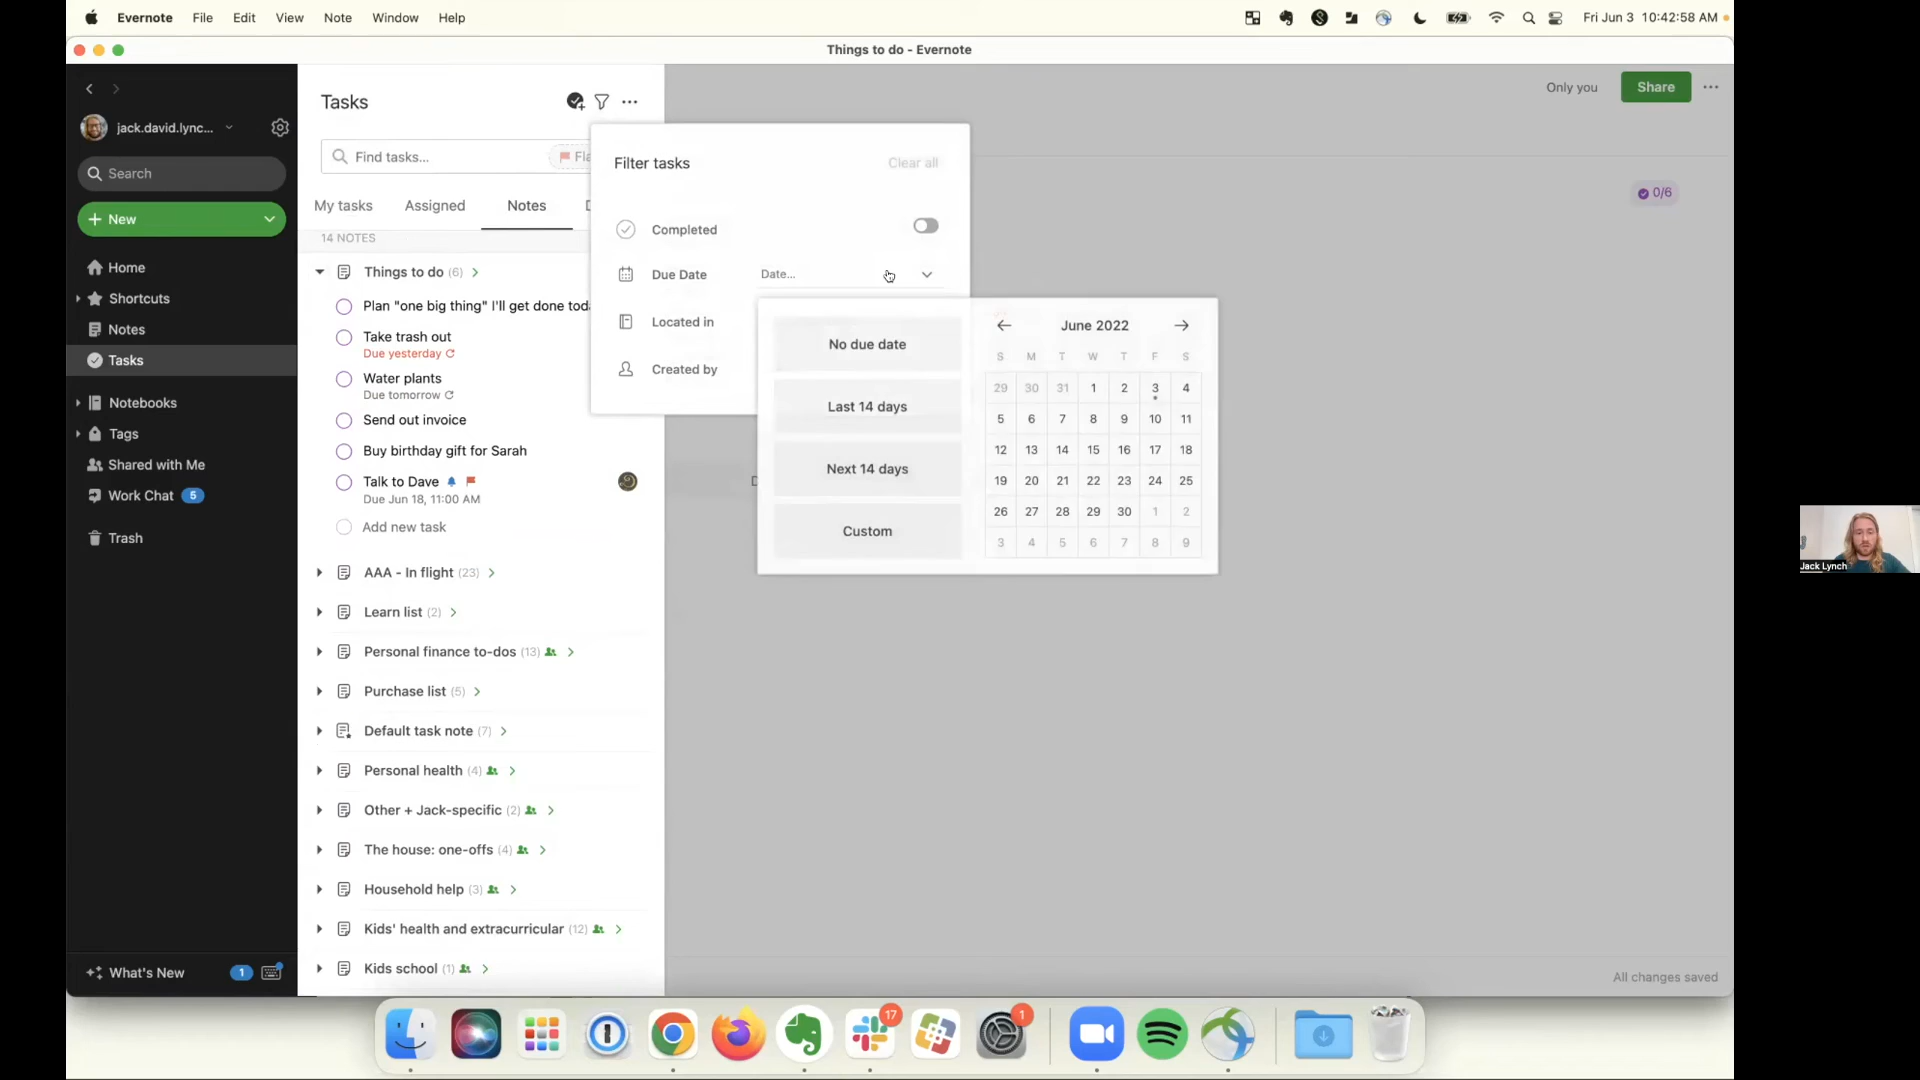 Evernote File Edit View Note Window Help
Fri Jun 3 10:42:58 AM
Things to do - Evernote
jack.david.lync...
Search
New
Home
Shortcuts
Notes
Tasks
Notebooks
Tags
Shared with Me
Work Chat 5
Trash
What's New 1
Tasks
Find tasks...
My tasks Assigned Notes
14 NOTES
Things to do (6)
Plan "one big thing" I'll get done
Take trash out
Due yesterday
Water plants
Due tomorrow
Send out invoice
Buy birthday gift for Sarah
Talk to Dave
Due Jun 18, 11:00 AM
Add new task
AAA - In flight (23)
Learn list (2)
Personal finance to-dos (13)
Purchase list (5)
Default task note (7)
Personal health (4)
Other + Jack-specific (2)
The house: one-offs (4)
Household help (3)
Kids' health and extracurricular (12)
Kids school (1)
Filter tasks Clear all
Completed
Due Date Date...
Located in
Created by
No due date
Last 14 days
Next 14 days
Custom
June 2022
S M T W T F S
29 30 31 1 2 3 4
5 6 7 8 9 10 11
12 13 14 15 16 17 18
19 20 21 22 23 24 25
26 27 28 29 30 1 2
3 4 5 6 7 8 9
Only you Share
0/6
All changes saved
Jack Lynch
17
1